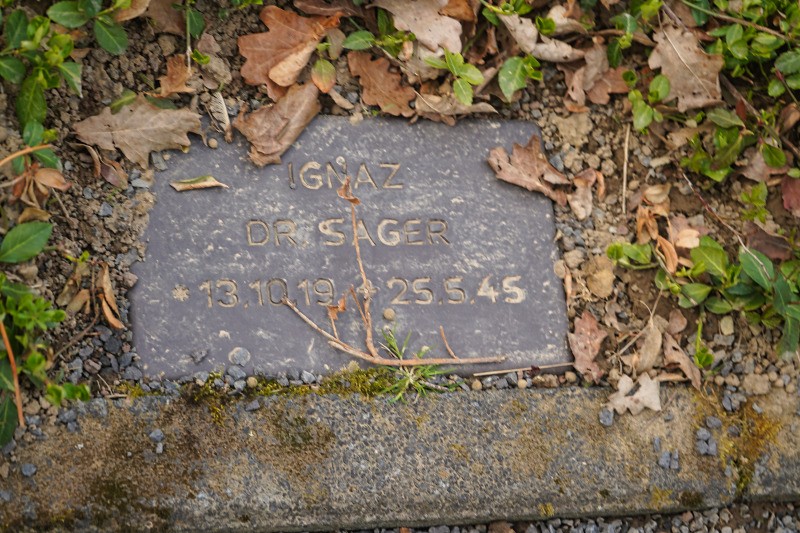 IGNAZ
DR. SAGER
* 13.10.19 + 25.5.45